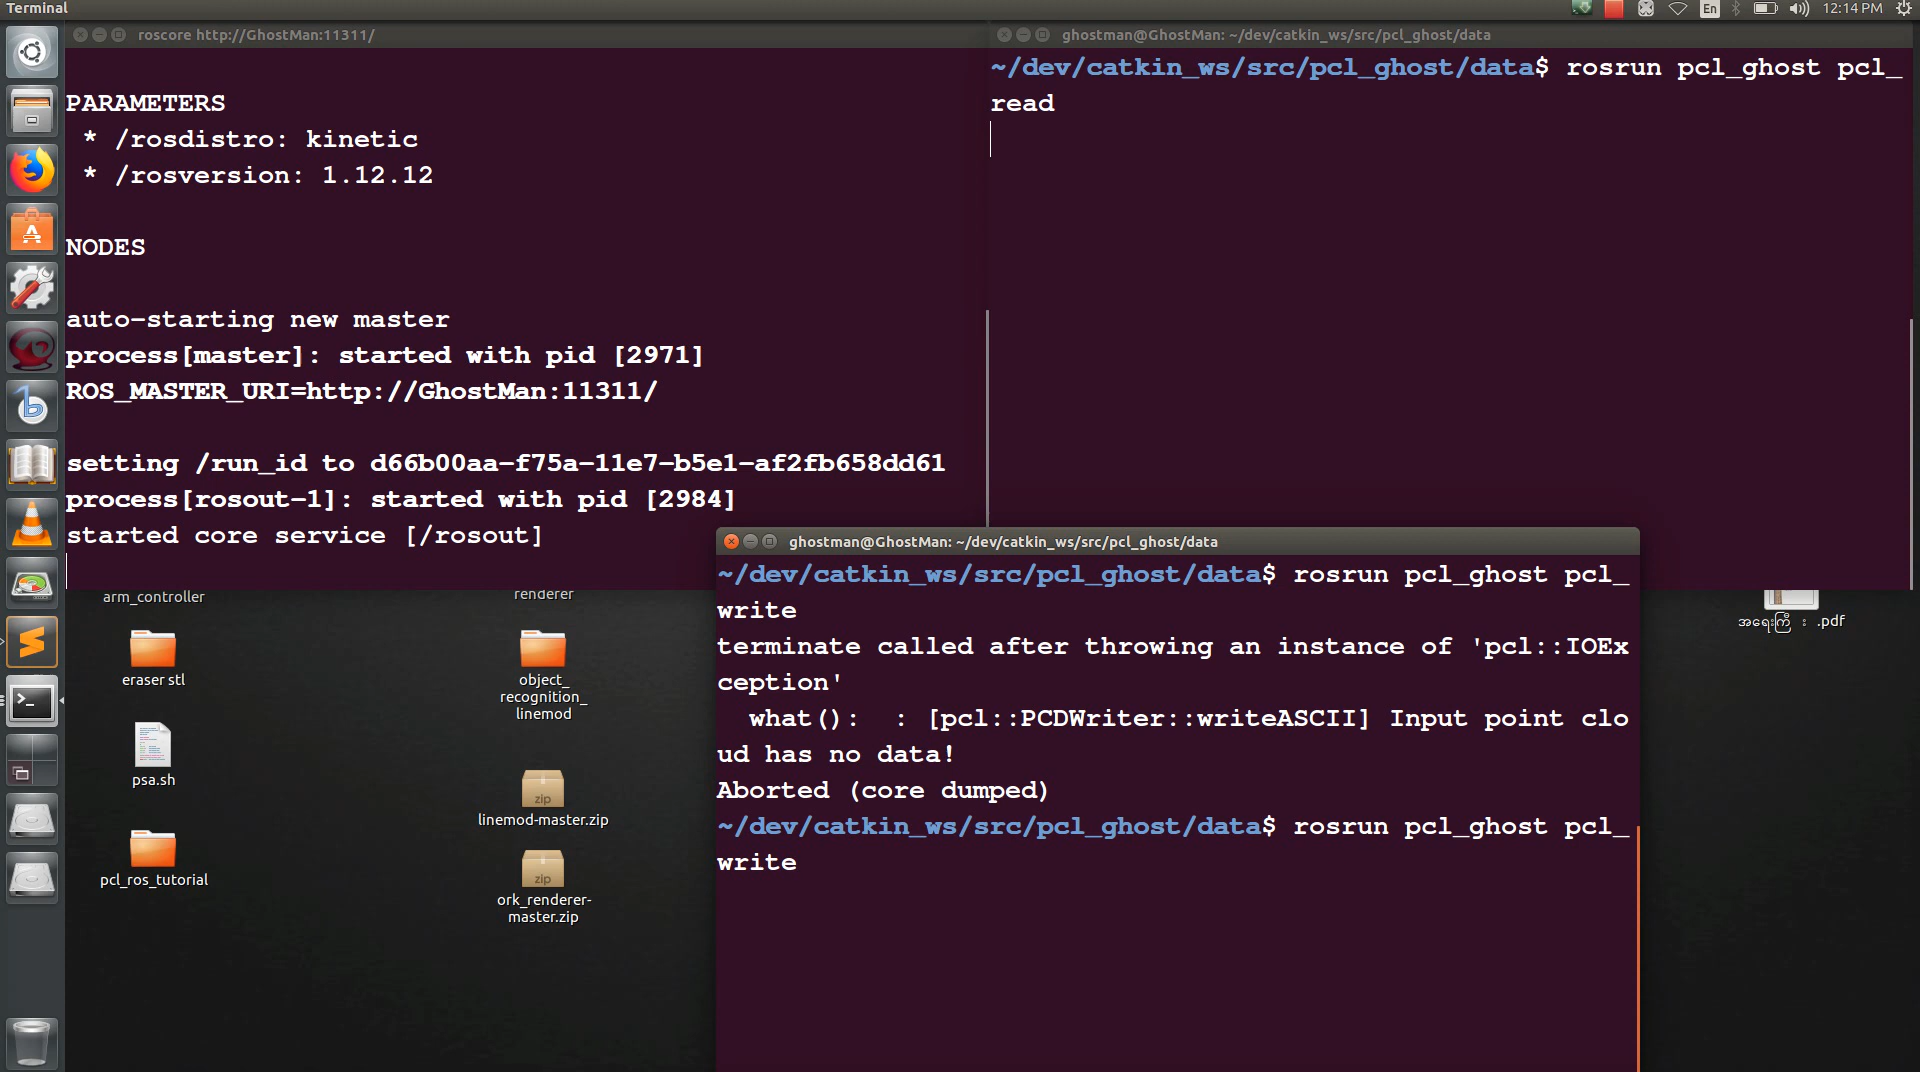 Terminal
En
12:14 PM
roscore http://GhostMan:11311/
PARAMETERS
* /rosdistro: kinetic
* /rosversion: 1.12.12
NODES
auto-starting new master
process[master]: started with pid [2971]
ROS_MASTER_URI=http://GhostMan:11311/
setting /run_id to d66b00aa-f75a-11e7-b5e1-af2fb658dd61
process[rosout-1]: started with pid [2984]
started core service [/rosout]
ghostman@GhostMan: ~/dev/catkin_ws/src/pcl_ghost/data
~/dev/catkin_ws/src/pcl_ghost/data$ rosrun pcl_ghost pcl_
read
ghostman@GhostMan: ~/dev/catkin_ws/src/pcl_ghost/data
~/dev/catkin_ws/src/pcl_ghost/data$ rosrun pcl_ghost pcl_
write
terminate called after throwing an instance of 'pcl::IOEx
ception'
what():  : [pcl::PCDWriter::writeASCII] Input point clo
ud has no data!
Aborted (core dumped)
~/dev/catkin_ws/src/pcl_ghost/data$ rosrun pcl_ghost pcl_
write
arm_controller
eraser stl
psa.sh
pcl_ros_tutorial
renderer
object_
recognition_
linemod
zip
linemod-master.zip
zip
ork_renderer-
master.zip
အရေးကြီး : .pdf